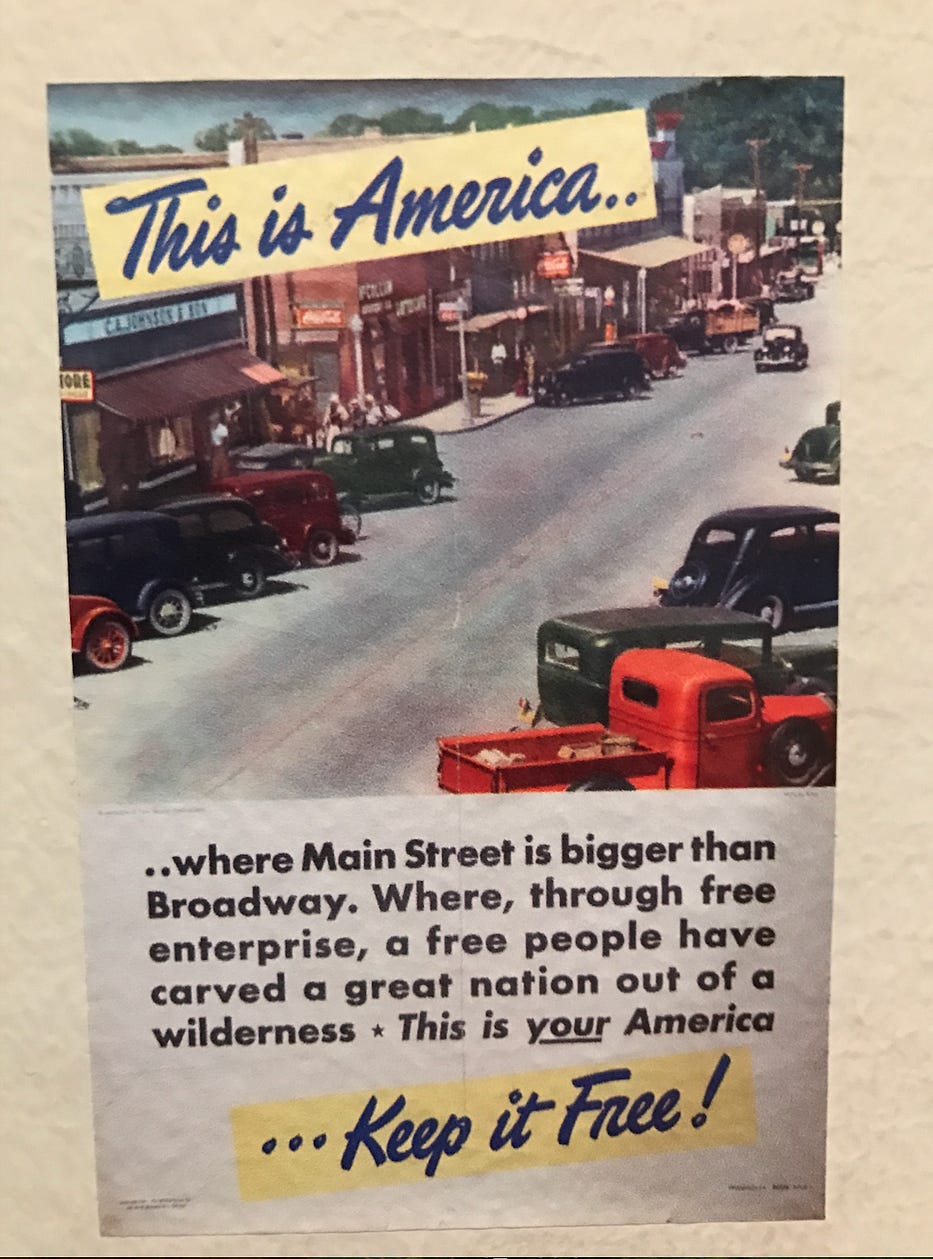 This is America..
C.A. JOHNSON & SON
TORE
..where Main Street is bigger than
Broadway. Where, through free
enterprise, a free people have
carved a great nation out of a
wilderness ★ This is your America
...Keep it Free!